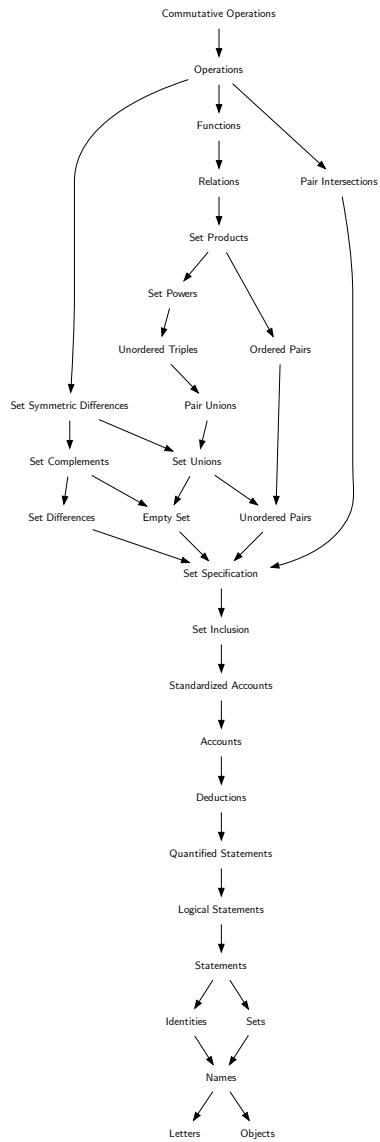 Commutative Operations
Operations
Functions
Relations
Pair Intersections
Set Products
Set Powers
Unordered Triples
Ordered Pairs
Set Symmetric Differences
Pair Unions
Set Complements
Set Unions
Set Differences
Empty Set
Unordered Pairs
Set Specification
Set Inclusion
Standardized Accounts
Accounts
Deductions
Quantified Statements
Logical Statements
Statements
Identities
Sets
Names
Letters
Objects